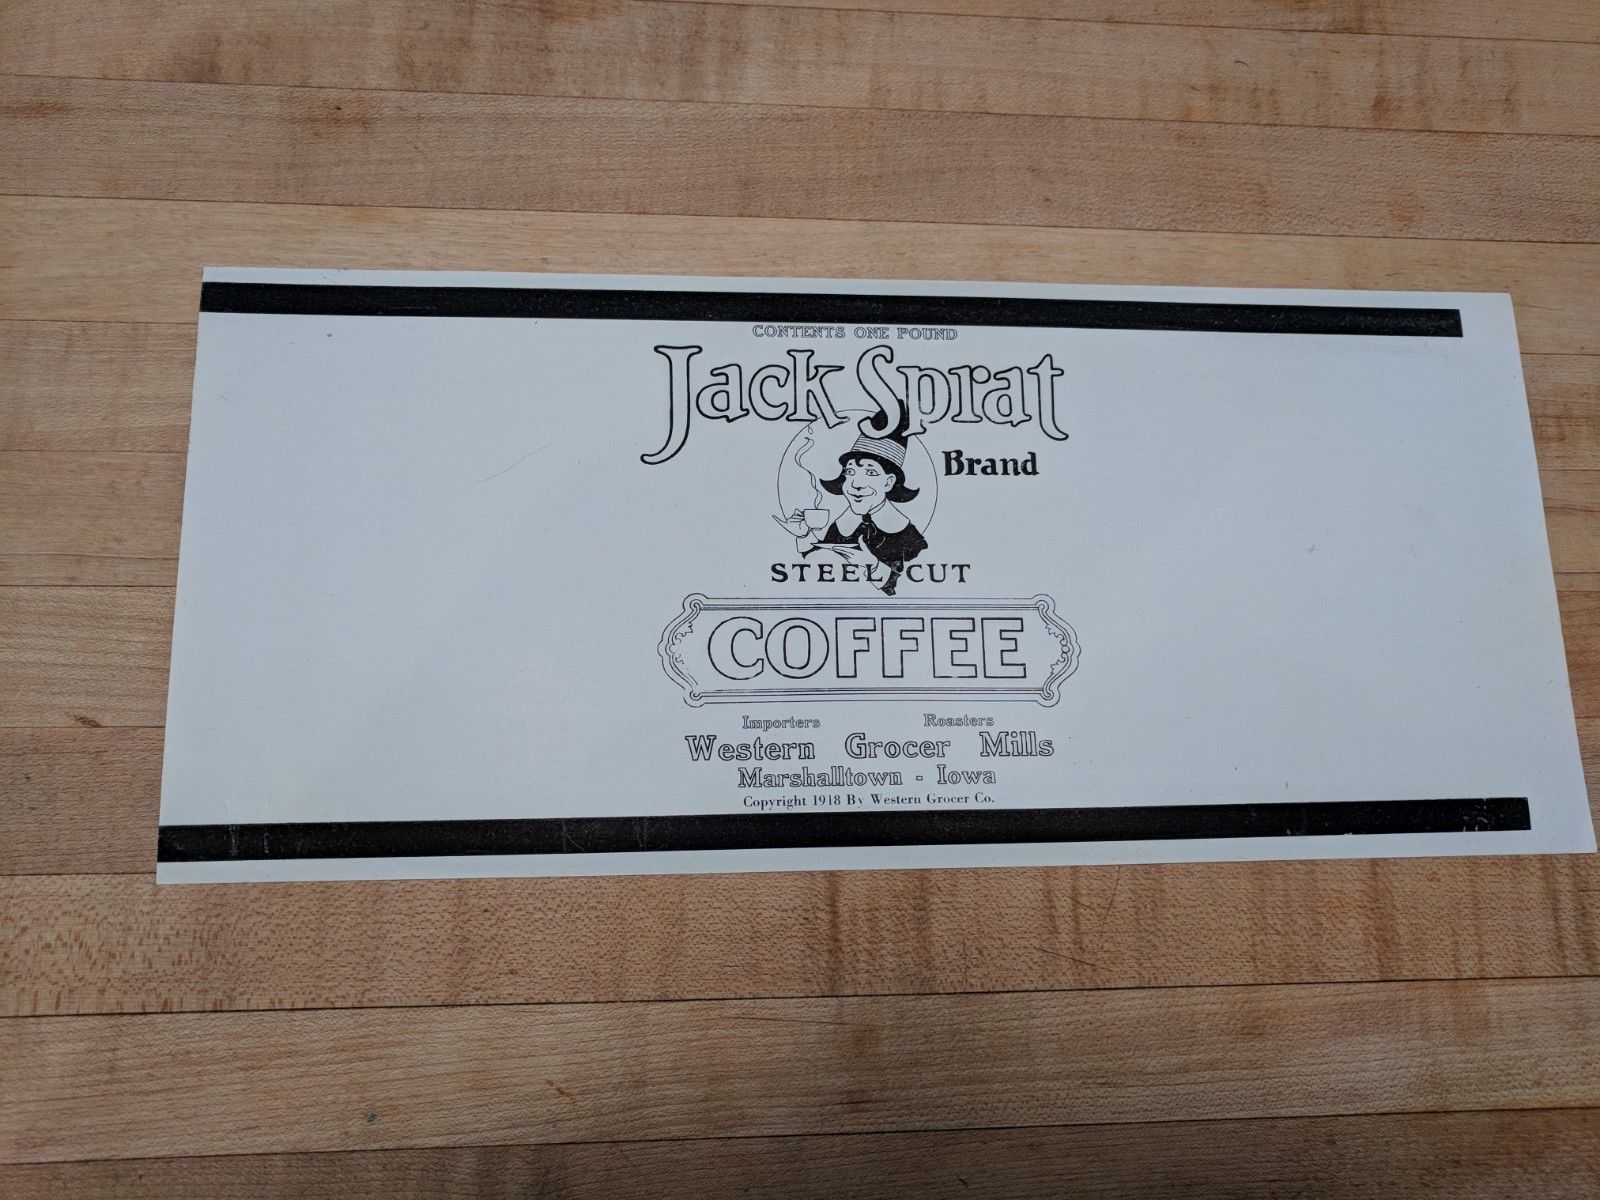 CONTENTS ONE POUND
Jack Sprat
Brand
STEEL CUT
COFFEE
Importers Roasters
Western Grocer Mills
Marshalltown - Iowa
Copyright 1918 By Western Grocer Co.